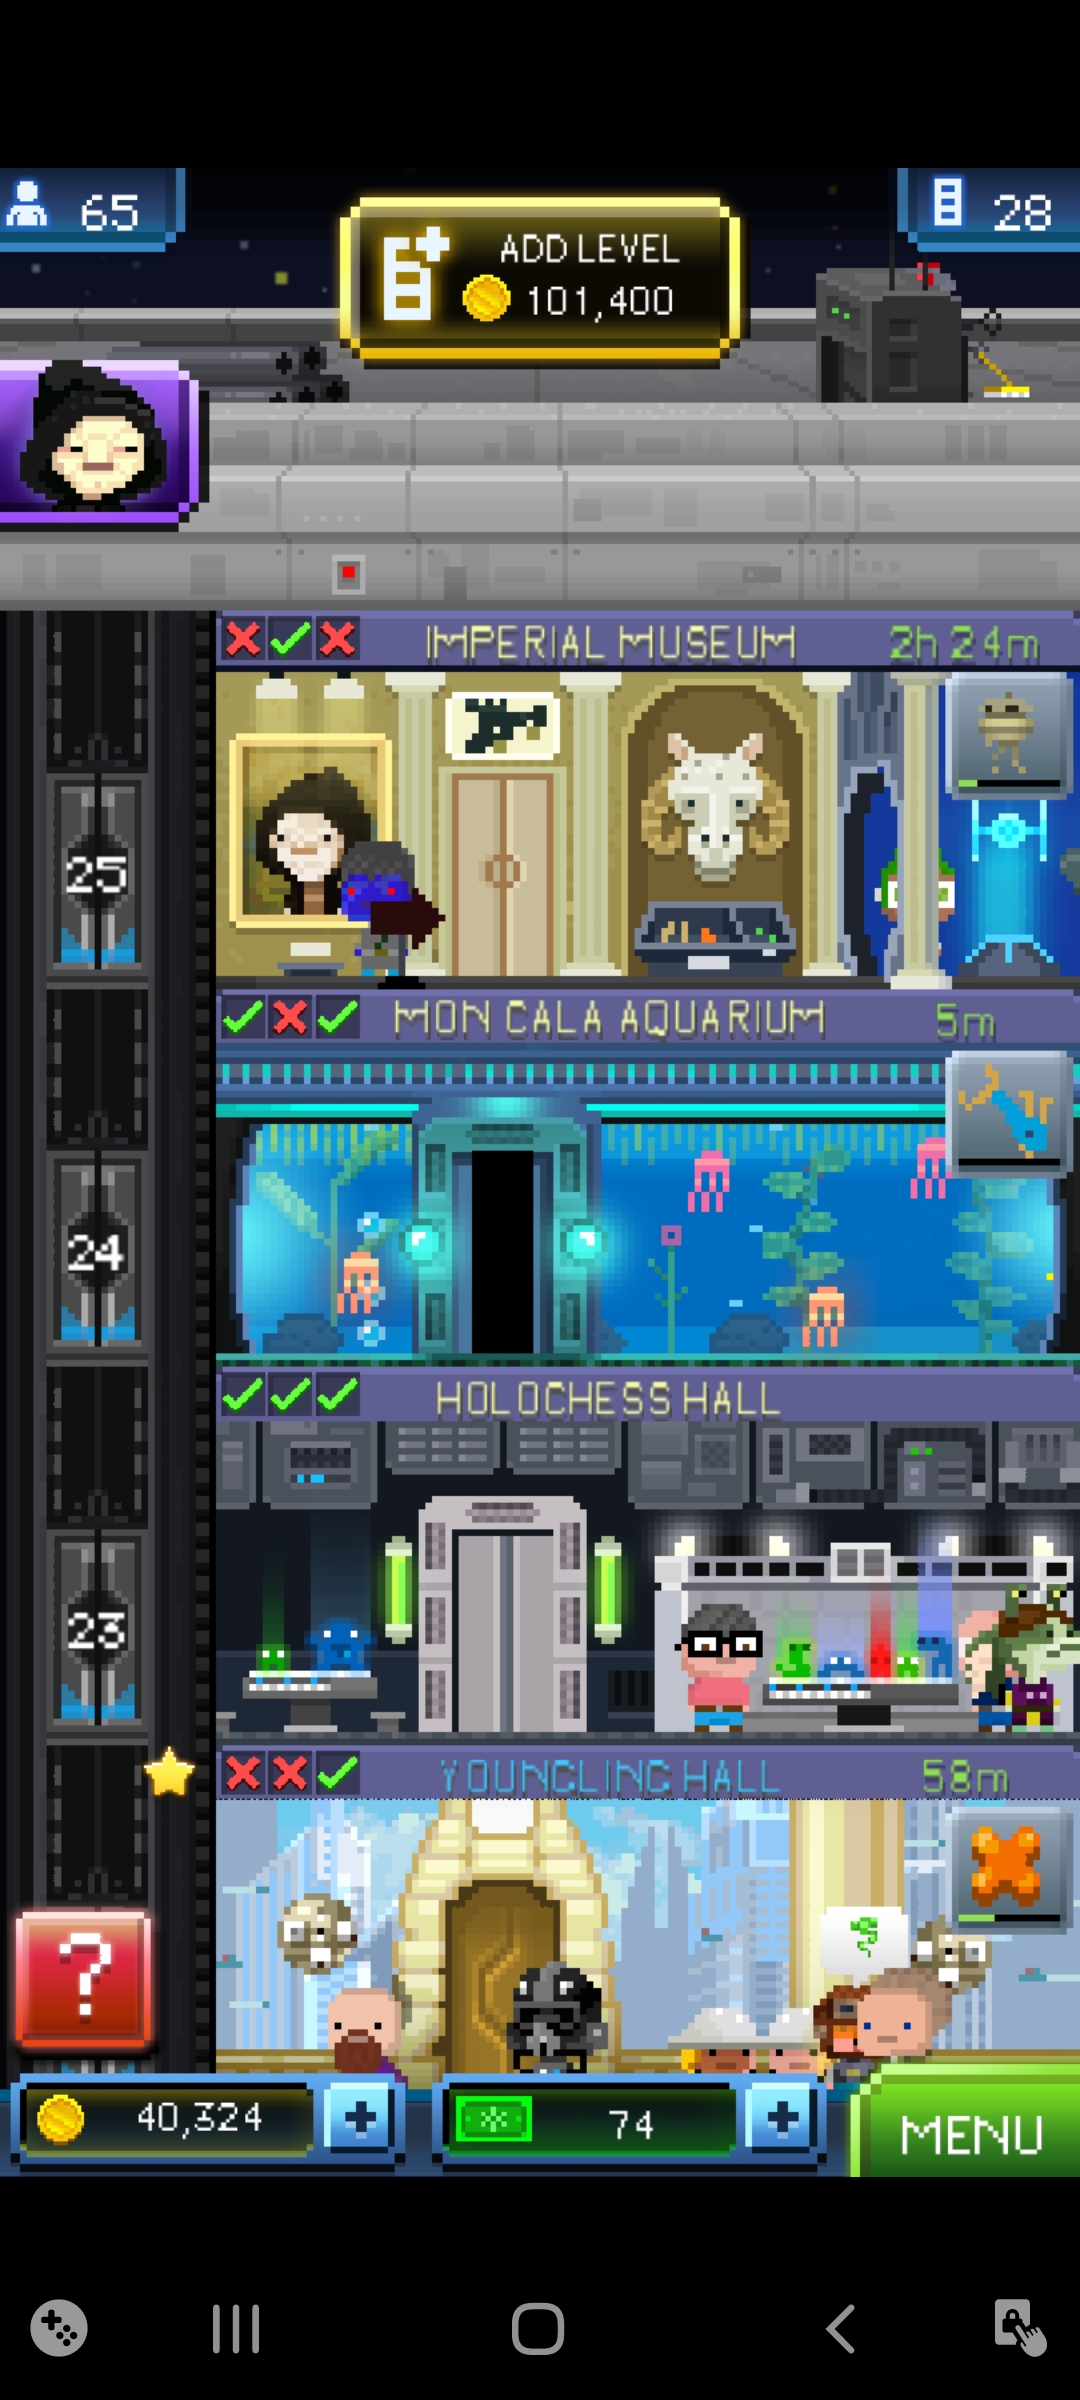 65
ADD LEVEL
101,400
28
IMPERIAL MUSEUM 2h 24m
25
MON CALA AQUARIUM 5m
24
HOLOCHESS HALL
23
YOUNGLING HALL 58m
?
40,324
+
74
+
MENU